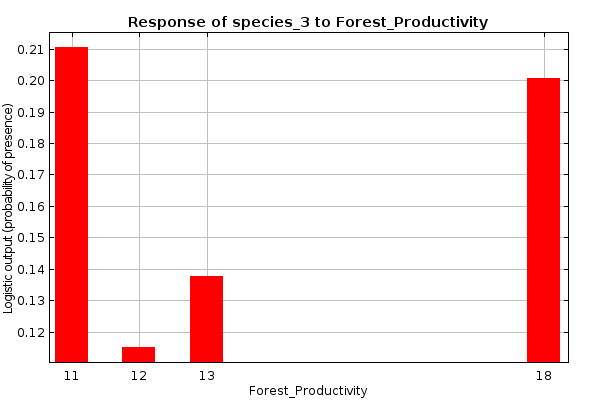 Response of species_3 to Forest_Productivity
Logistic output (probability of presence)
0.21
0.20
0.19
0.18
0.17
0.16
0.15
0.14
0.13
0.12
11 12 13 18
Forest_Productivity